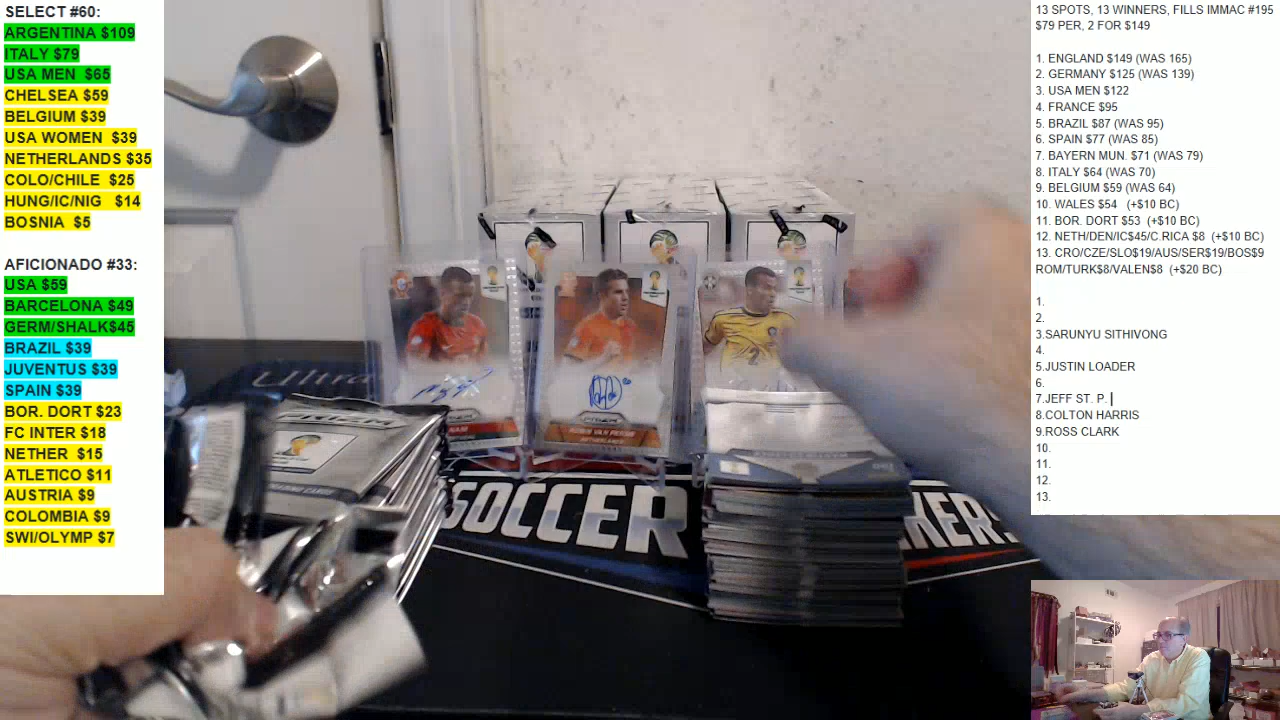 SELECT #60:
ARGENTINA $109
ITALY $79
USA MEN $65
CHELSEA $59
BELGIUM $39
USA WOMEN $39
NETHERLANDS $35
COLO/CHILE $25
HUNG/IC/NIG $14
BOSNIA $5
AFICIONADO #33:
USA $59
BARCELONA $49
GERM/SHALK$45
BRAZIL $39
JUVENTUS $39
SPAIN $39
BOR. DORT $23
FC INTER $18
NETHER $15
ATLETICO $11
AUSTRIA $9
COLOMBIA $9
SWI/OLYMP $7
Ultra
PRIZM
NANI
ROBIN VAN PERSIE
NETHERLANDS
SOCCER
13 SPOTS, 13 WINNERS, FILLS IMMAC #195
$79 PER, 2 FOR $149
1. ENGLAND $149 (WAS 165)
2. GERMANY $125 (WAS 139)
3. USA MEN $122
4. FRANCE $95
5. BRAZIL $87 (WAS 95)
6. SPAIN $77 (WAS 85)
7. BAYERN MUN. $71 (WAS 79)
8. ITALY $64 (WAS 70)
9. BELGIUM $59 (WAS 64)
10. WALES $54 (+$10 BC)
11. BOR. DORT $53 (+$10 BC)
12. NETH/DEN/IC$45/C.RICA $8 (+$10 BC)
13. CRO/CZE/SLO$19/AUS/SER$19/BOS$9
ROM/TURK$8/VALEN$8 (+$20 BC)
1.
2.
3.SARUNYU SITHIVONG
4.
5.JUSTIN LOADER
6.
7.JEFF ST. P.
8.COLTON HARRIS
9.ROSS CLARK
10.
11.
12.
13.